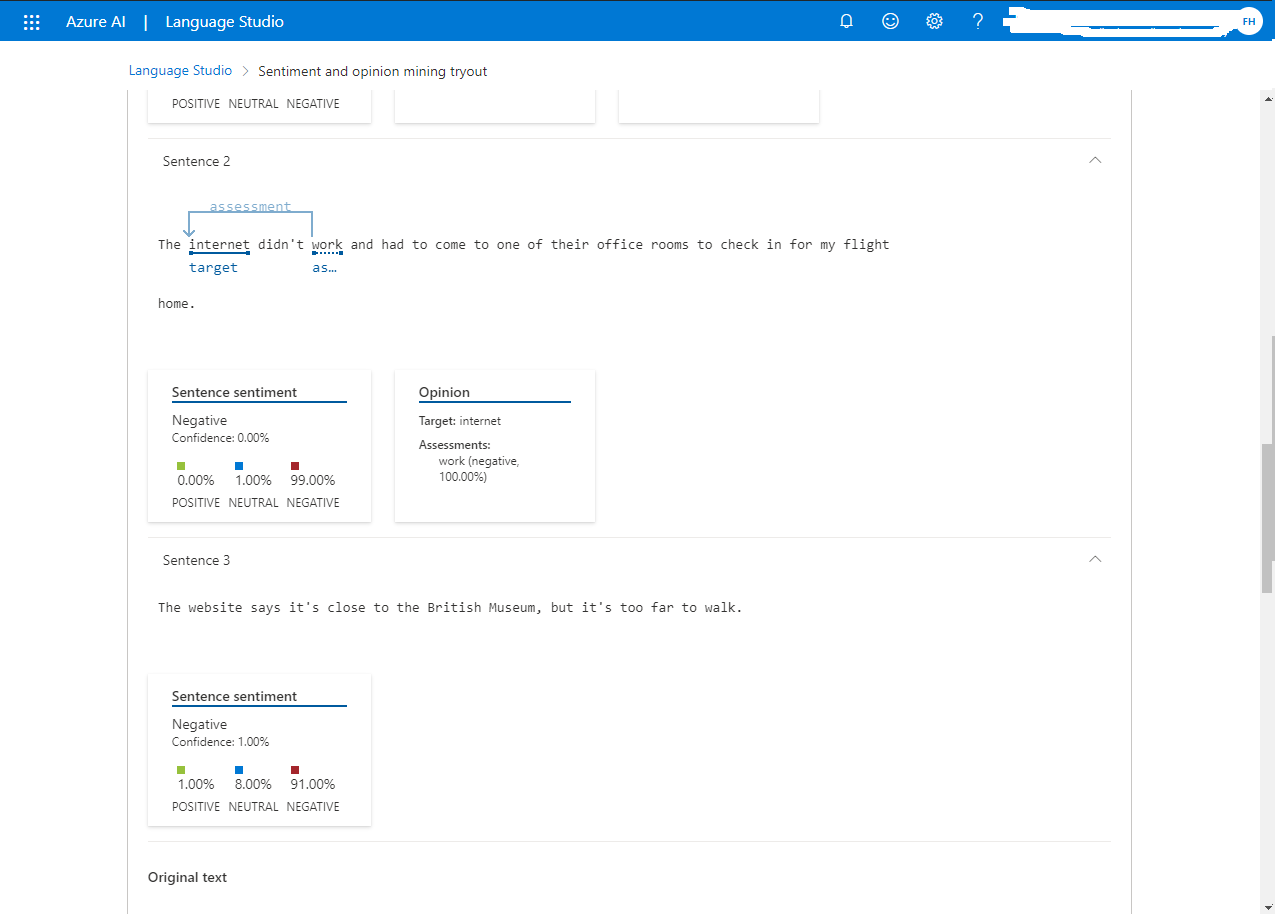 Azure AI | Language Studio ? FH
Language Studio > Sentiment and opinion mining tryout
POSITIVE NEUTRAL NEGATIVE
Sentence 2
assessment
The internet didn't work and had to come to one of their office rooms to check in for my flight
target as…
home.
Sentence sentiment
Negative
Confidence: 0.00%
0.00% 1.00% 99.00%
POSITIVE NEUTRAL NEGATIVE
Opinion
Target: internet
Assessments:
work (negative,
100.00%)
Sentence 3
The website says it's close to the British Museum, but it's too far to walk.
Sentence sentiment
Negative
Confidence: 1.00%
1.00% 8.00% 91.00%
POSITIVE NEUTRAL NEGATIVE
Original text